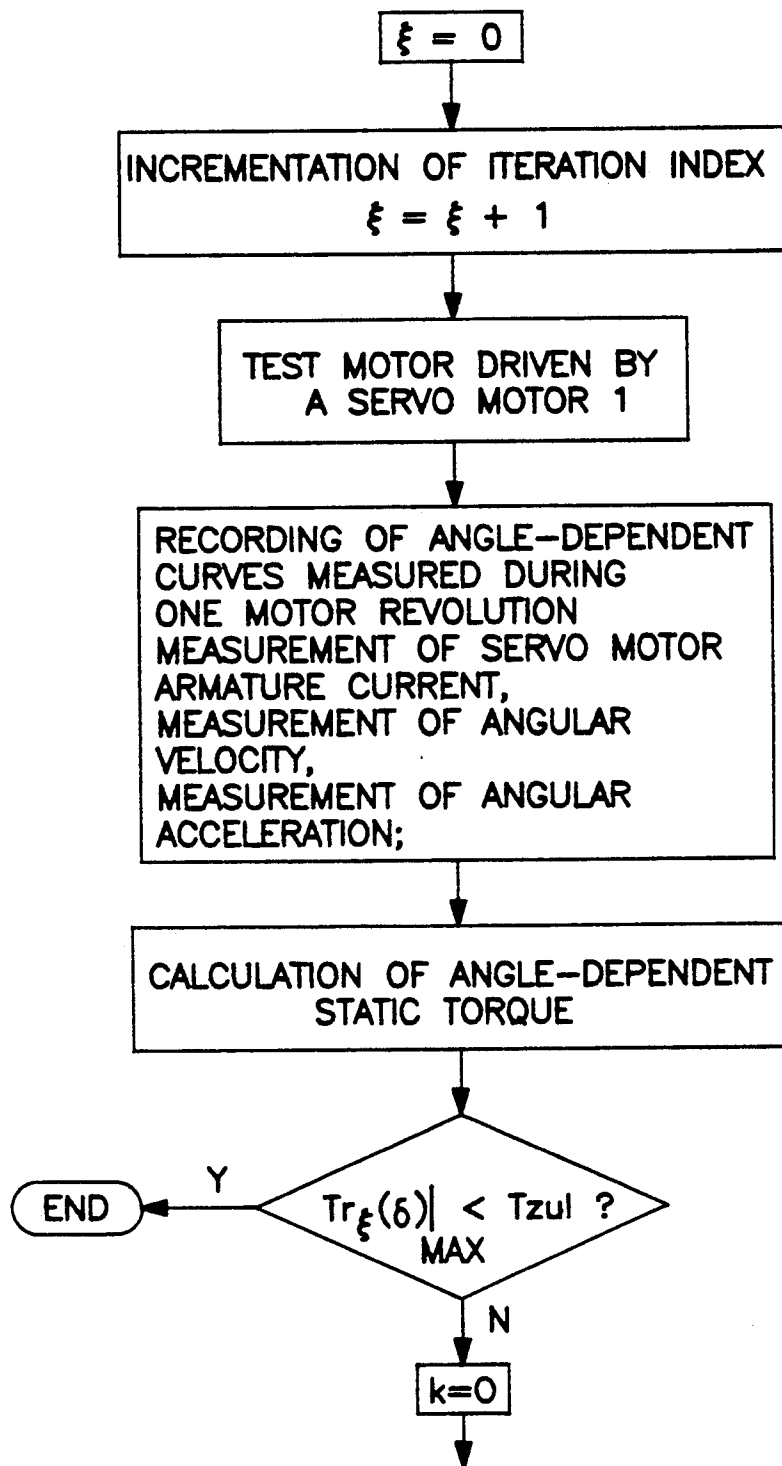 ξ = 0
INCREMENTATION OF ITERATION INDEX
ξ = ξ + 1
TEST MOTOR DRIVEN BY
A SERVO MOTOR 1
RECORDING OF ANGLE-DEPENDENT
CURVES MEASURED DURING
ONE MOTOR REVOLUTION
MEASUREMENT OF SERVO MOTOR
ARMATURE CURRENT,
MEASUREMENT OF ANGULAR
VELOCITY,
MEASUREMENT OF ANGULAR
ACCELERATION;
CALCULATION OF ANGLE-DEPENDENT
STATIC TORQUE
Y
END
Trξ(δ)| < Tzul ?
MAX
N
k=0